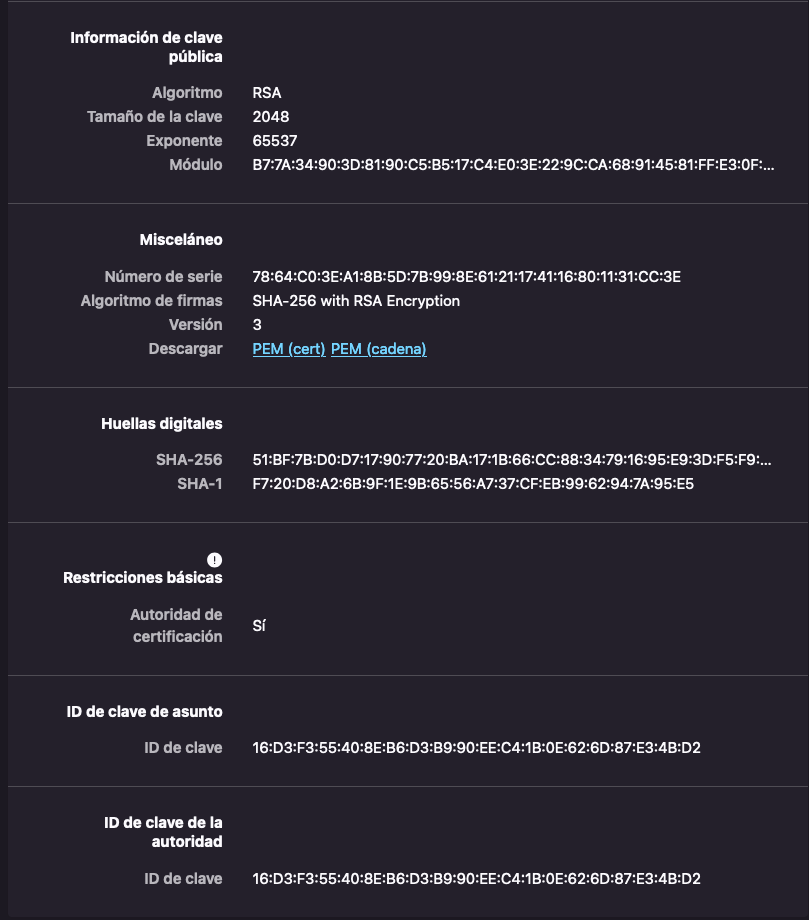 Información de clave
pública
Algoritmo RSA
Tamaño de la clave 2048
Exponente 65537
Módulo B7:7A:34:90:3D:81:90:C5:B5:17:C4:E0:3E:22:9C:CA:68:91:45:81:FF:E3:0F:...
Misceláneo
Número de serie 78:64:C0:3E:A1:8B:5D:7B:99:8E:61:21:17:41:16:80:11:31:CC:3E
Algoritmo de firmas SHA-256 with RSA Encryption
Versión 3
Descargar PEM (cert) PEM (cadena)
Huellas digitales
SHA-256 51:BF:7B:D0:D7:17:90:77:20:BA:17:1B:66:CC:88:34:79:16:95:E9:3D:F5:F9:...
SHA-1 F7:20:D8:A2:6B:9F:1E:9B:65:56:A7:37:CF:EB:99:62:94:7A:95:E5
Restricciones básicas
Autoridad de
certificación Sí
ID de clave de asunto
ID de clave 16:D3:F3:55:40:8E:B6:D3:B9:90:EE:C4:1B:0E:62:6D:87:E3:4B:D2
ID de clave de la
autoridad
ID de clave 16:D3:F3:55:40:8E:B6:D3:B9:90:EE:C4:1B:0E:62:6D:87:E3:4B:D2